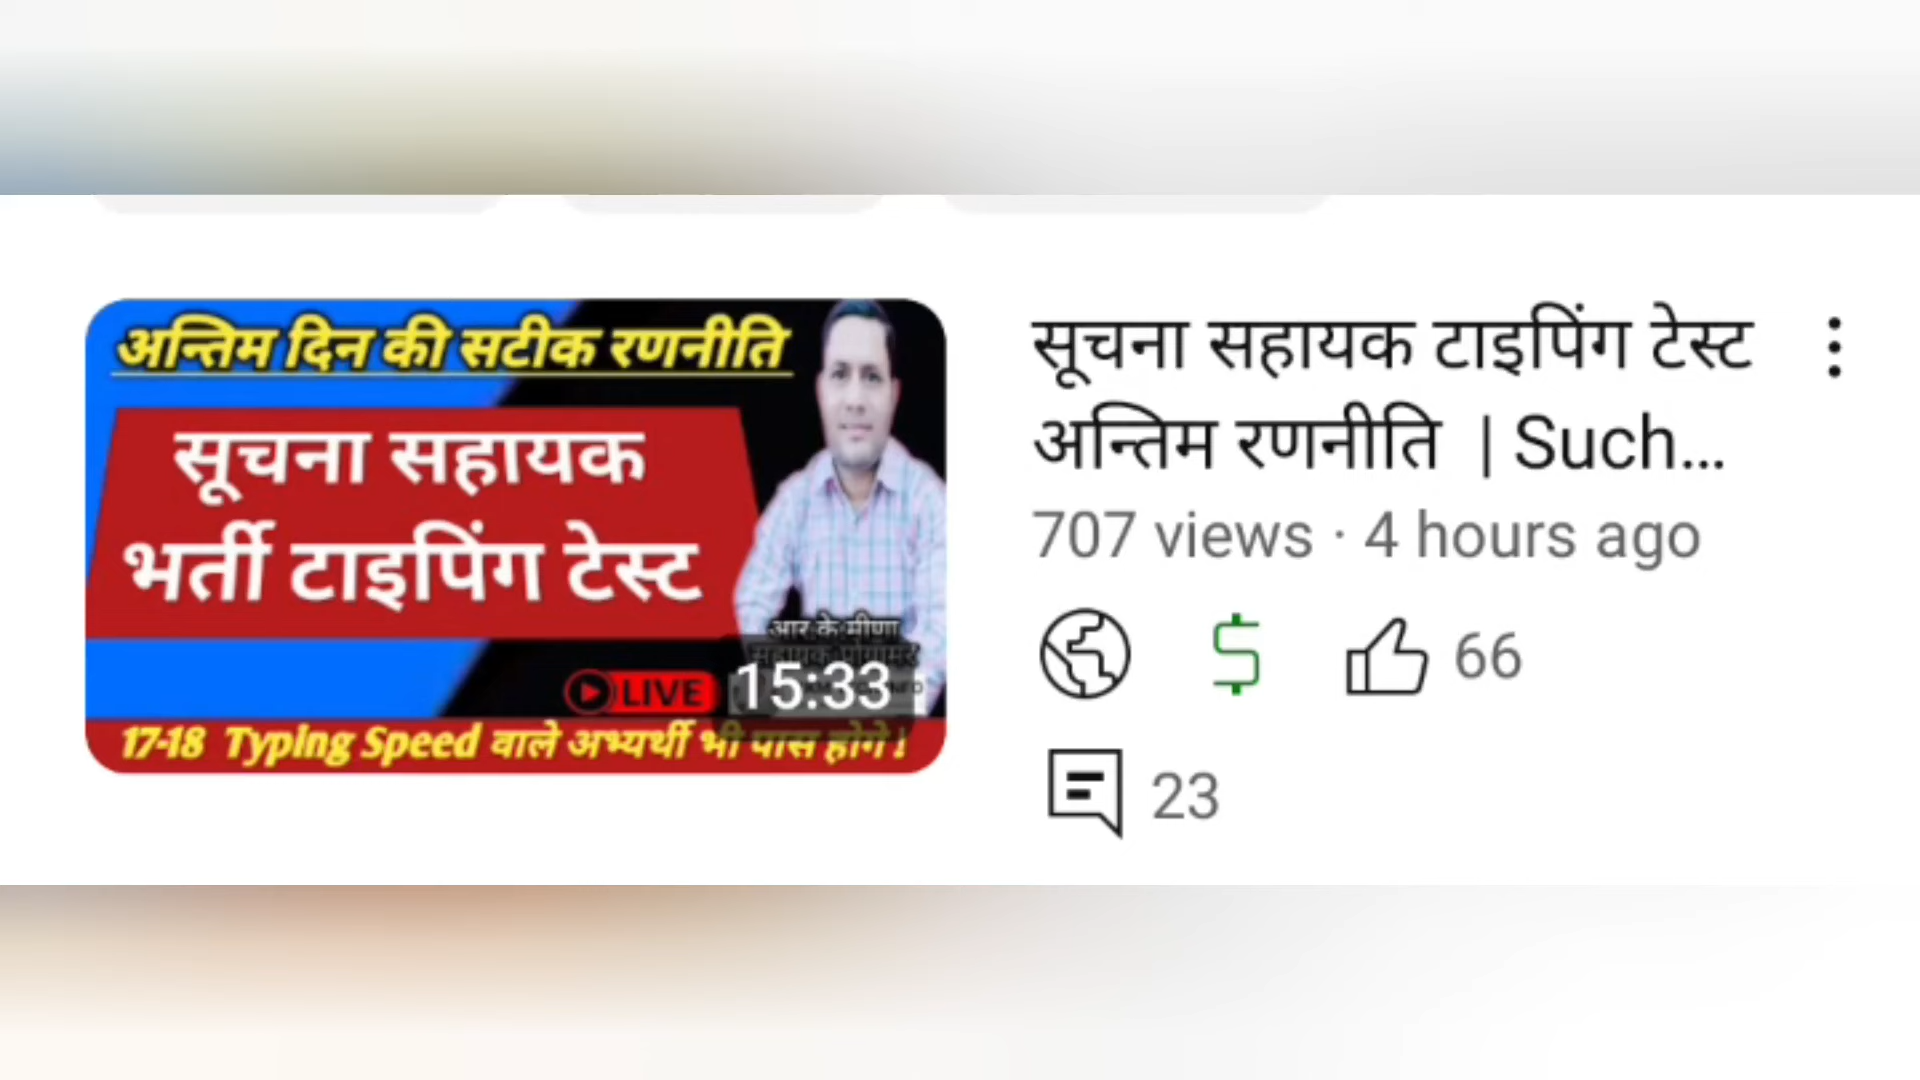 अन्तिम दिन की सटीक रणनीति
सूचना सहायक
भर्ती टाइपिंग टेस्ट
आर के मीणा
LIVE
15:33
17-18 Typing Speed वाले अभ्यर्थी भी पास होगे !
सूचना सहायक टाइपिंग टेस्ट
अन्तिम रणनीति | Such...
707 views · 4 hours ago
66
23